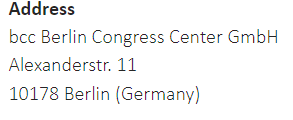 Address
bcc Berlin Congress Center GmbH
Alexanderstr. 11
10178 Berlin (Germany)